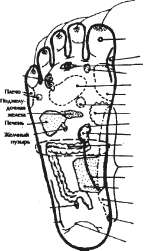 Плечо
Поджелу-
дочная
железа
Печень
Желчный
пузырь